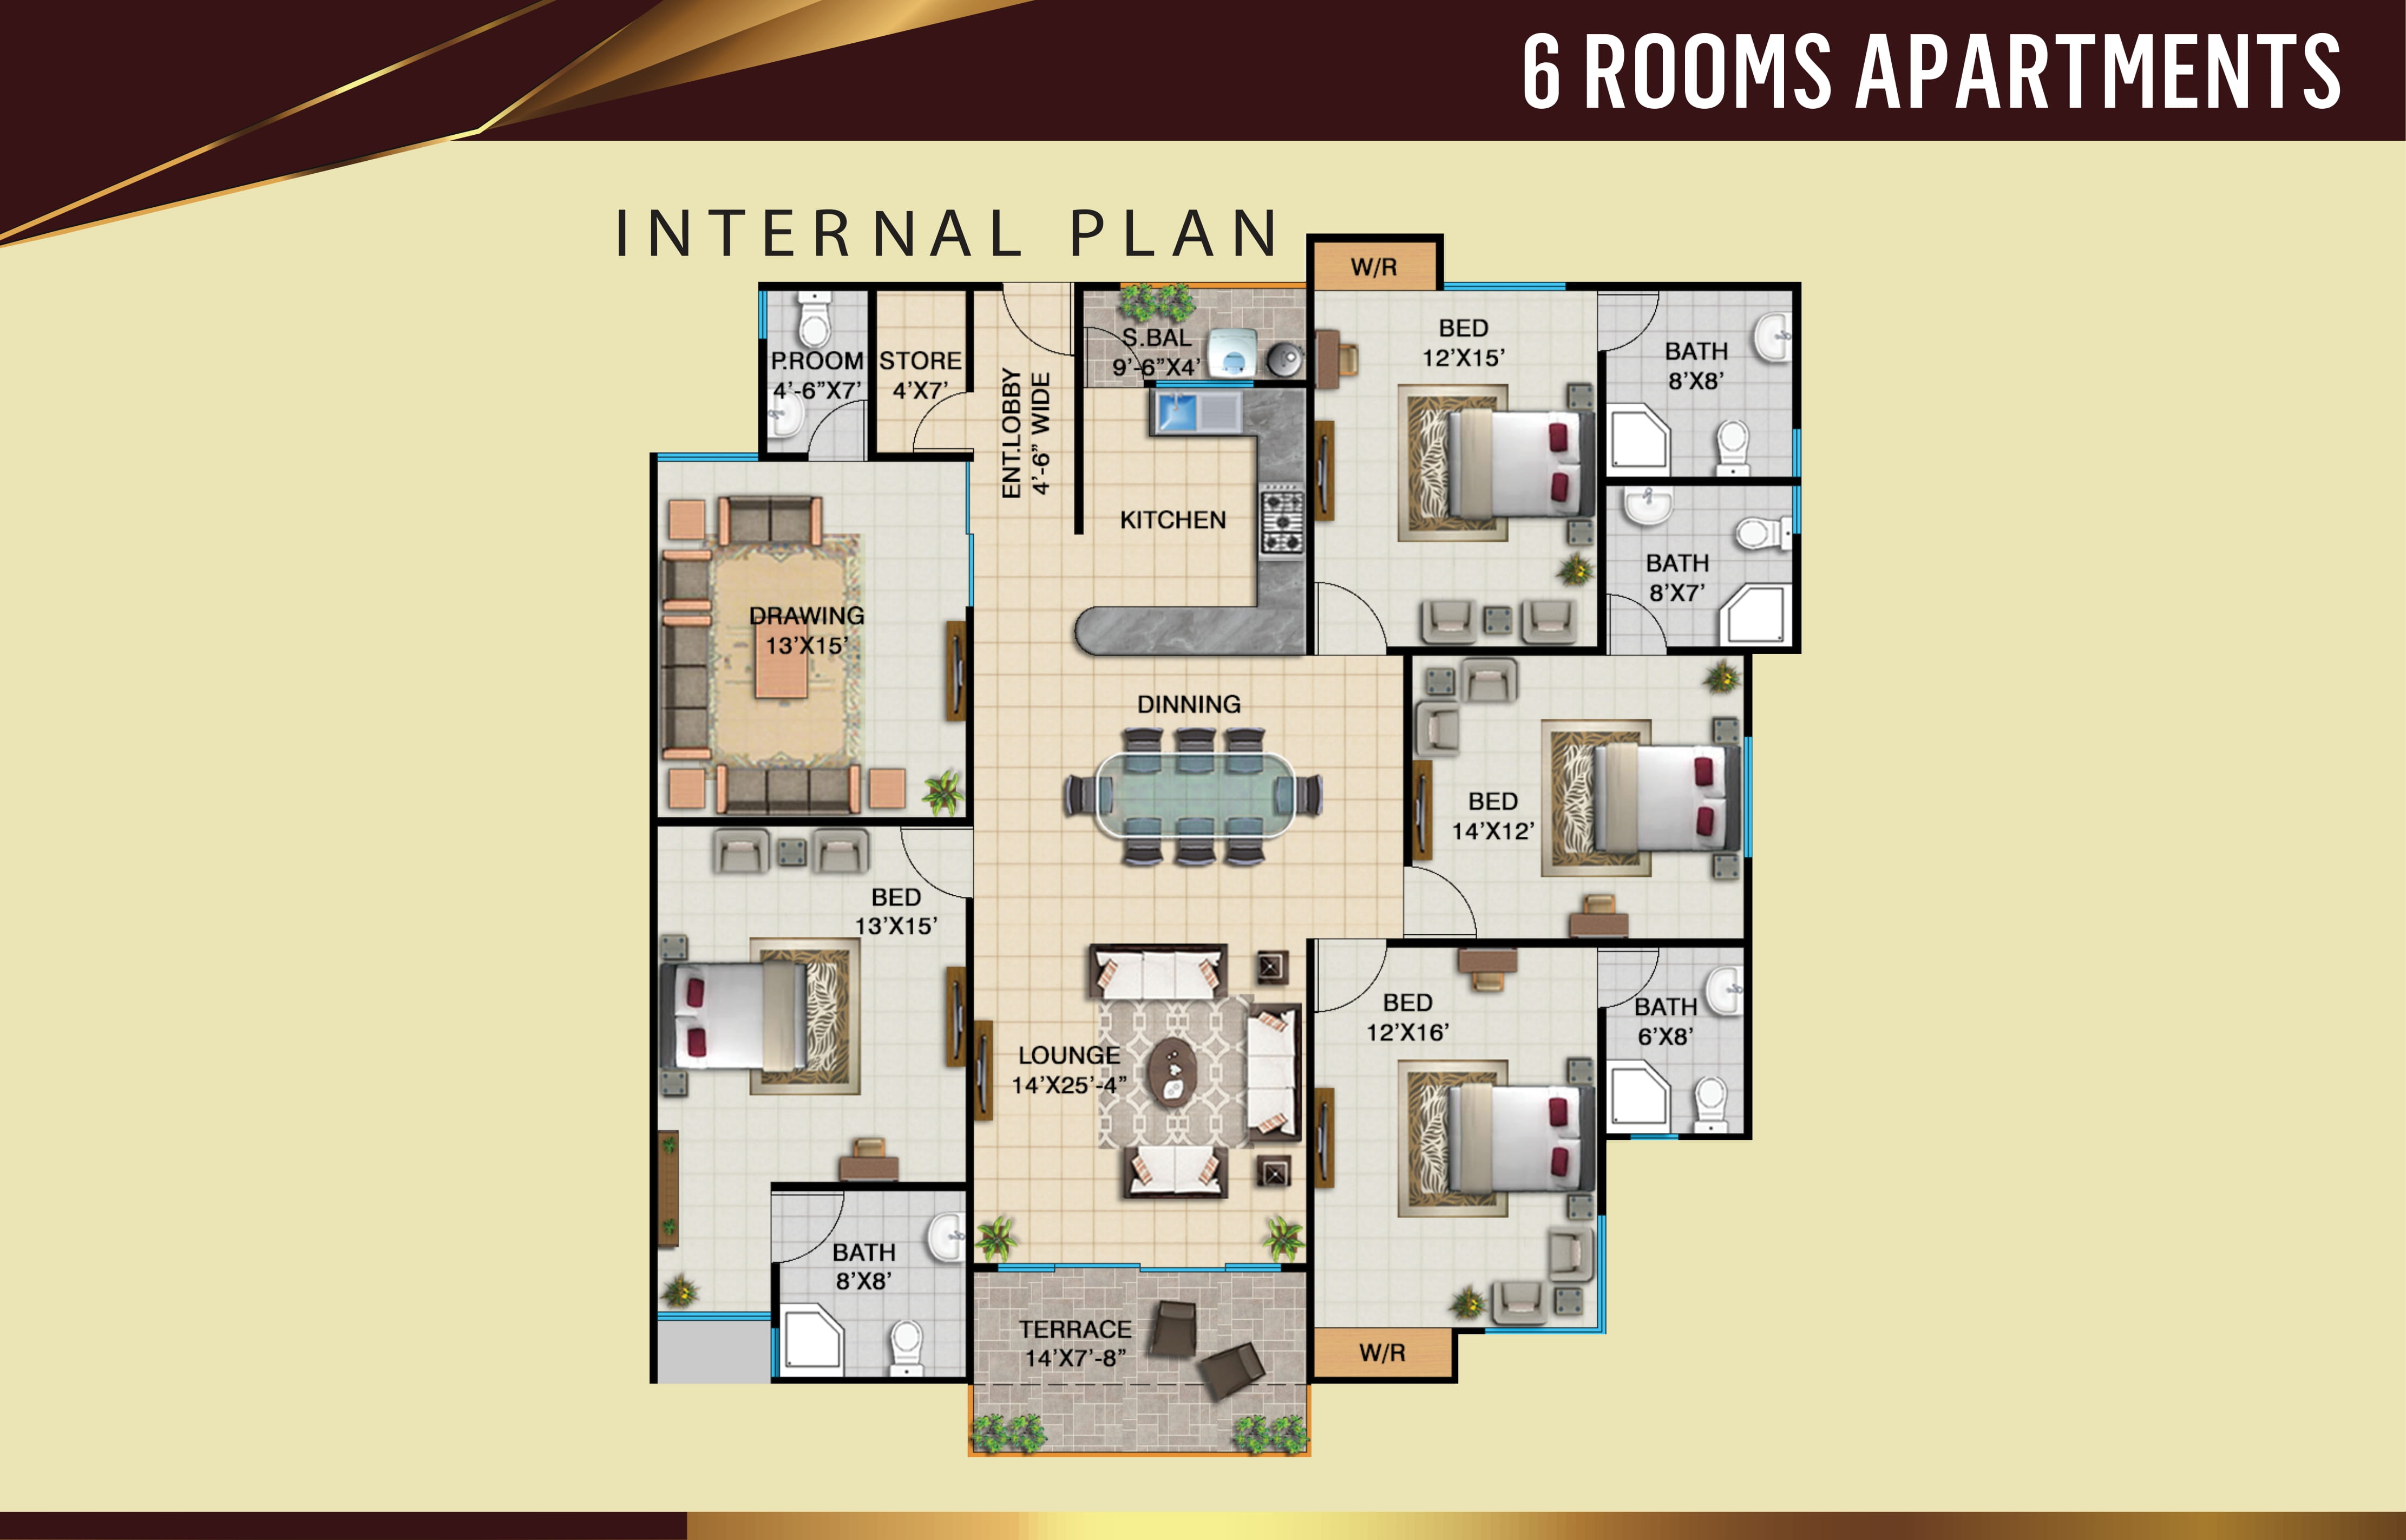 6 ROOMS APARTMENTS
INTERNAL PLAN
W/R
P.ROOM
4'-6"X7'
STORE
4'X7'
ENT.LOBBY
4'-6" WIDE
S.BAL
9'-6"X4'
BED
12'X15'
BATH
8'X8'
KITCHEN
BATH
8'X7'
DRAWING
13'X15'
DINNING
BED
14'X12'
BED
13'X15'
BED
12'X16'
BATH
6'X8'
LOUNGE
14'X25'-4"
BATH
8'X8'
TERRACE
14'X7'-8"
W/R